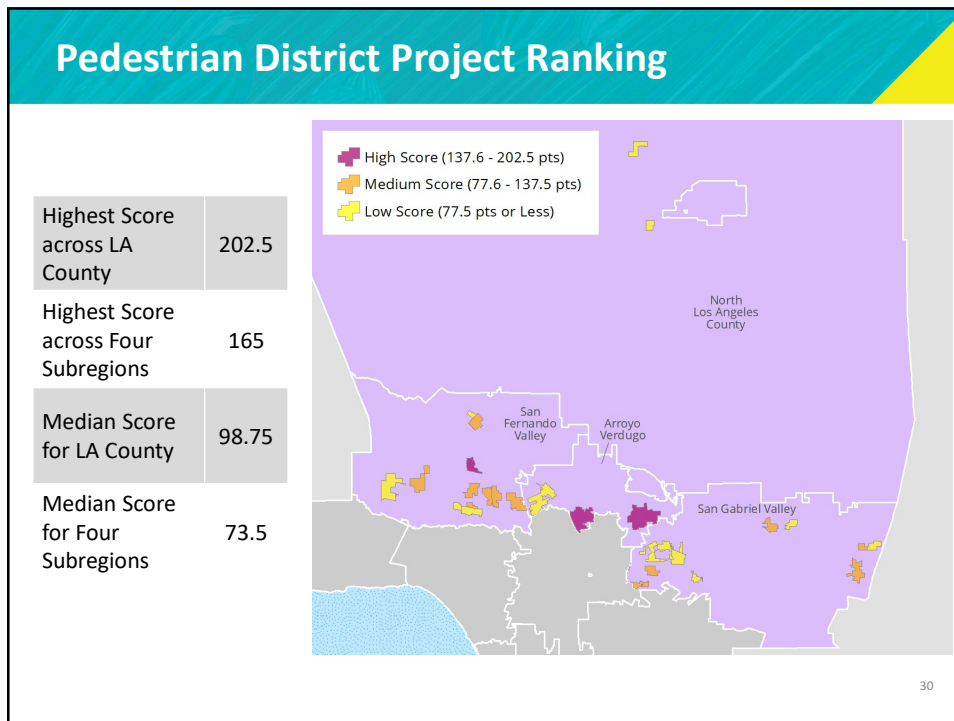 Pedestrian District Project Ranking
Highest Score
across LA
County
202.5
Highest Score
across Four
Subregions
165
Median Score
for LA County
98.75
Median Score
for Four
Subregions
73.5
High Score (137.6 - 202.5 pts)
Medium Score (77.6 - 137.5 pts)
Low Score (77.5 pts or Less)
North
Los Angeles
County
San
Fernando
Valley
Arroyo
Verdugo
San Gabriel Valley
30